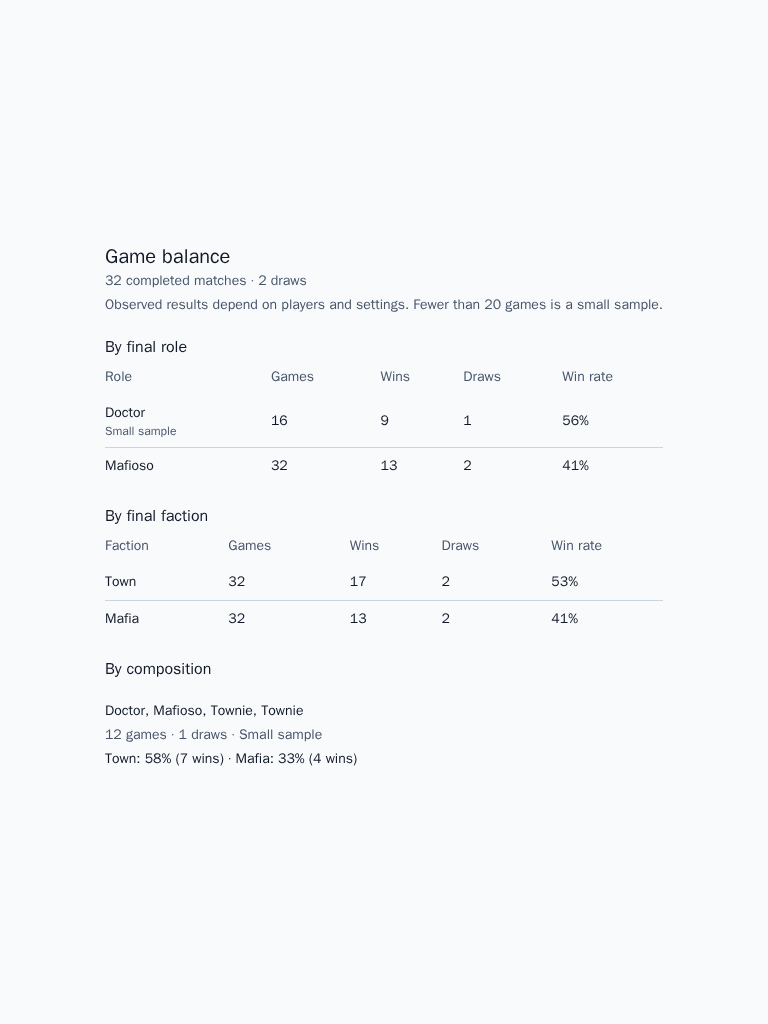 Game balance
32 completed matches · 2 draws
Observed results depend on players and settings. Fewer than 20 games is a small sample.
By final role
Role Games Wins Draws Win rate
Doctor 16 9 1 56%
Small sample
Mafioso 32 13 2 41%
By final faction
Faction Games Wins Draws Win rate
Town 32 17 2 53%
Mafia 32 13 2 41%
By composition
Doctor, Mafioso, Townie, Townie
12 games · 1 draws · Small sample
Town: 58% (7 wins) · Mafia: 33% (4 wins)